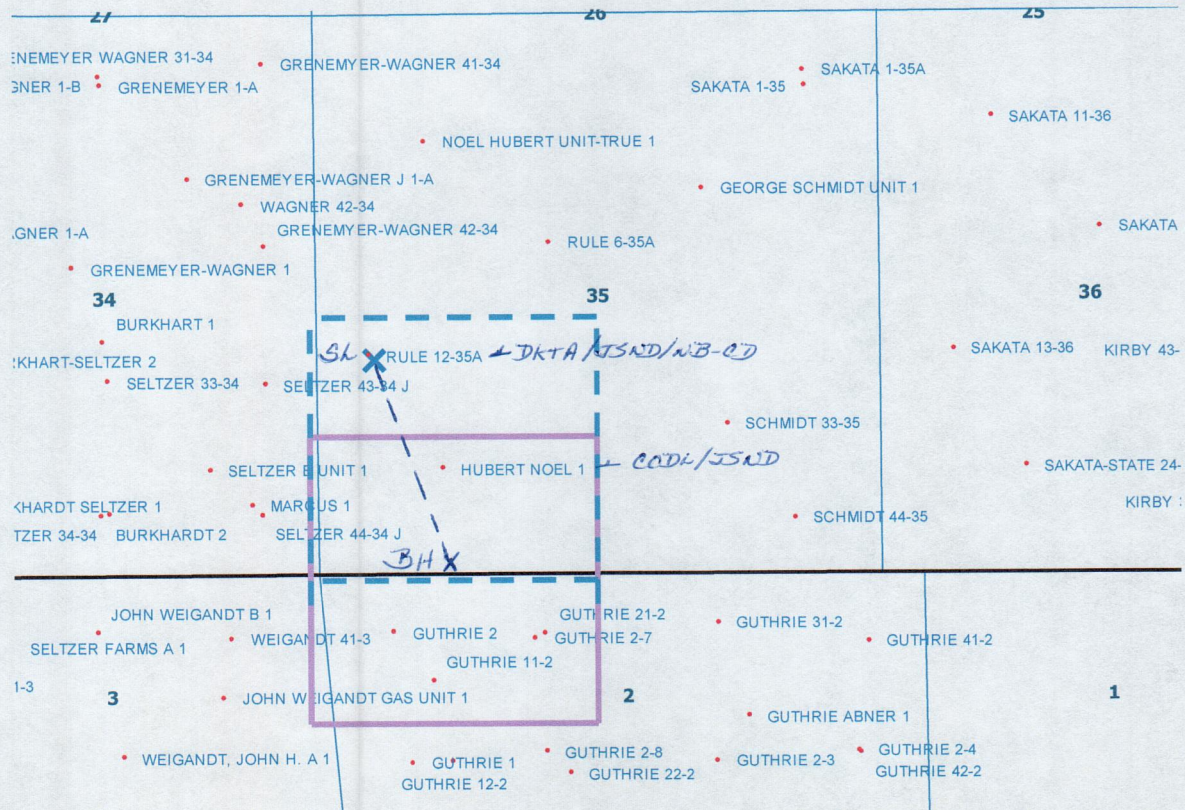 27
26
25
ENEMEYER WAGNER 31-34
GRENEMYER-WAGNER 41-34
SAKATA 1-35A
GNER 1-B
GRENEMEYER 1-A
SAKATA 1-35
SAKATA 11-36
NOEL HUBERT UNIT-TRUE 1
GRENEMEYER-WAGNER J 1-A
GEORGE SCHMIDT UNIT 1
WAGNER 42-34
GRENEMYER-WAGNER 42-34
AGNER 1-A
RULE 6-35A
SAKATA
GRENEMEYER-WAGNER 1
34
35
36
BURKHART 1
SL
RULE 12-35A
DKTA/JSND/NB-CD
SAKATA 13-36
KIRBY 43-
RKHART-SELTZER 2
SELTZER 33-34
SELTZER 43-34 J
SCHMIDT 33-35
SELTZER E UNIT 1
HUBERT NOEL 1
CODL/JSND
SAKATA-STATE 24-
KHARDT SELTZER 1
MARCUS 1
KIRBY
TZER 34-34
BURKHARDT 2
SELTZER 44-34 J
SCHMIDT 44-35
BH
JOHN WEIGANDT B 1
GUTHRIE 21-2
GUTHRIE 31-2
SELTZER FARMS A 1
WEIGANDT 41-3
GUTHRIE 2
GUTHRIE 2-7
GUTHRIE 41-2
GUTHRIE 11-2
1-3
3
JOHN WEIGANDT GAS UNIT 1
2
1
GUTHRIE ABNER 1
WEIGANDT, JOHN H. A 1
GUTHRIE 1
GUTHRIE 2-8
GUTHRIE 2-3
GUTHRIE 2-4
GUTHRIE 12-2
GUTHRIE 22-2
GUTHRIE 42-2